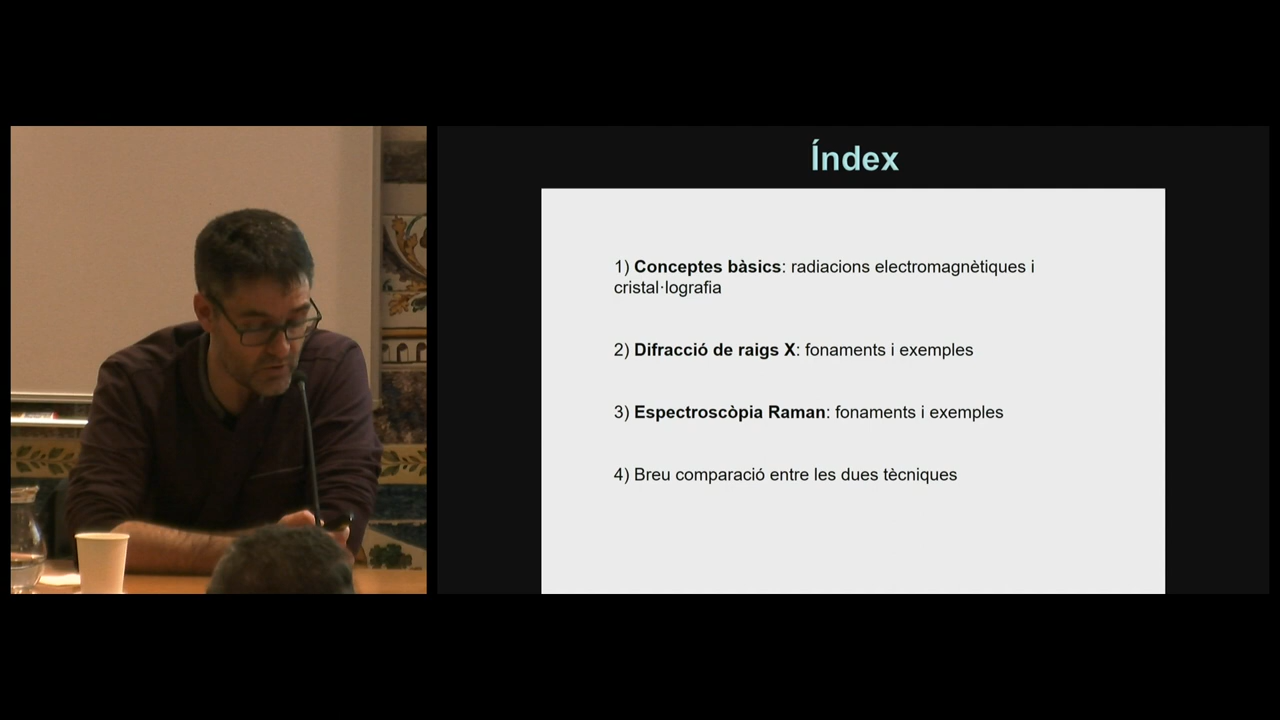 Índex
1) Conceptes bàsics: radiacions electromagnètiques i
cristal·lografia
2) Difracció de raigs X: fonaments i exemples
3) Espectroscòpia Raman: fonaments i exemples
4) Breu comparació entre les dues tècniques